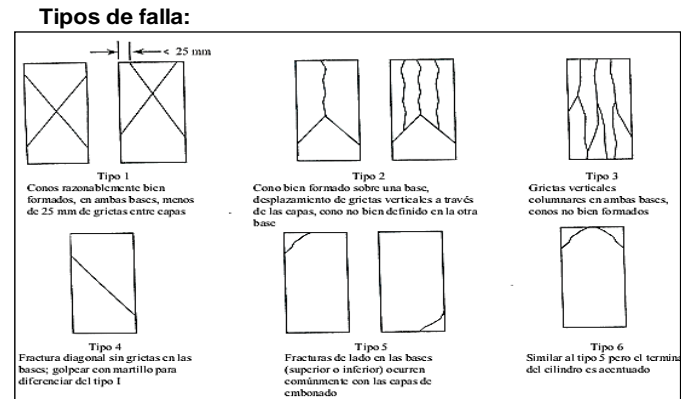 Tipos de falla:
< 25 mm
Tipo 1
Conos razonablemente bien
formados, en ambas bases, menos
de 25 mm de grietas entre capas
Tipo 2
Cono bien formado sobre una base,
desplazamiento de grietas verticales a través
de las capas, cono no bien definido en la otra
base
Tipo 3
Grietas verticales
columnares en ambas bases,
conos no bien formados
Tipo 4
Fractura diagonal sin grietas en las
bases; golpear con martillo para
diferenciar del tipo I
Tipo 5
Fracturas de lado en las bases
(superior o inferior) ocurren
comúnmente con las capas de
embonado
Tipo 6
Similar al tipo 5 pero el termina
del cilindro es acentuado